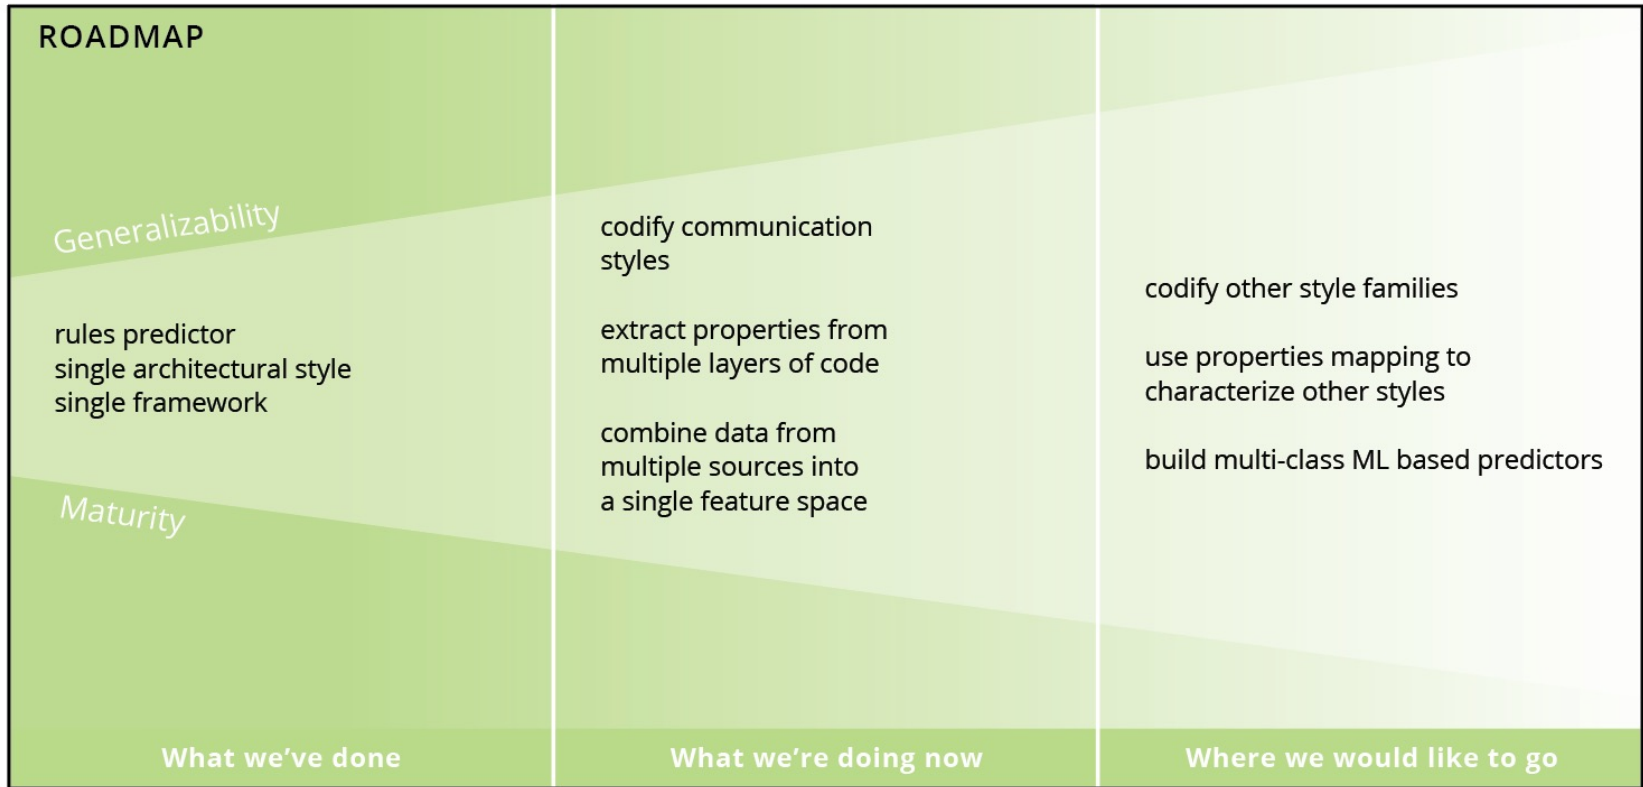 ROADMAP
Generalizability
Maturity
rules predictor
single architectural style
single framework
codify communication
styles
extract properties from
multiple layers of code
combine data from
multiple sources into
a single feature space
codify other style families
use properties mapping to
characterize other styles
build multi-class ML based predictors
What we’ve done
What we’re doing now
Where we would like to go